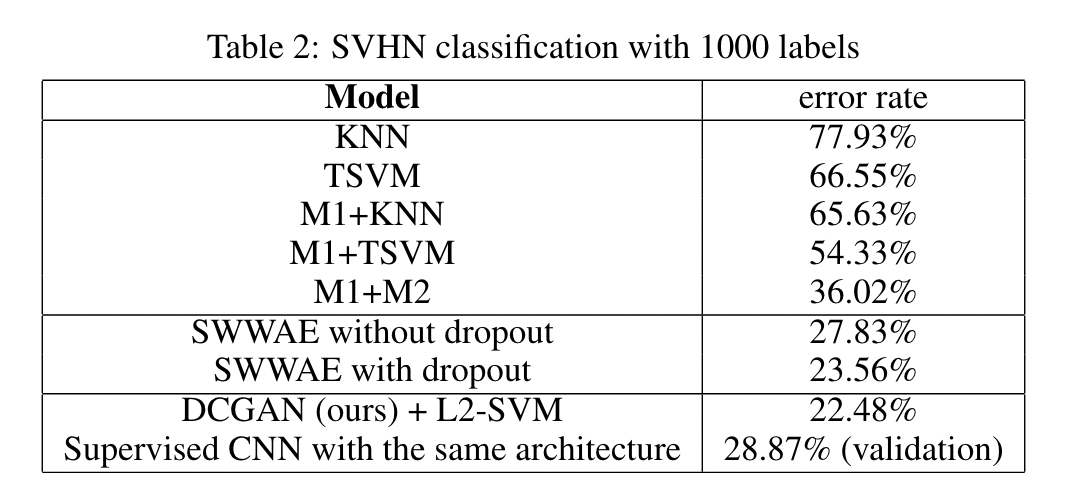 Table 2: SVHN classification with 1000 labels
Model error rate
KNN 77.93%
TSVM 66.55%
M1+KNN 65.63%
M1+TSVM 54.33%
M1+M2 36.02%
SWWAE without dropout 27.83%
SWWAE with dropout 23.56%
DCGAN (ours) + L2-SVM 22.48%
Supervised CNN with the same architecture 28.87% (validation)